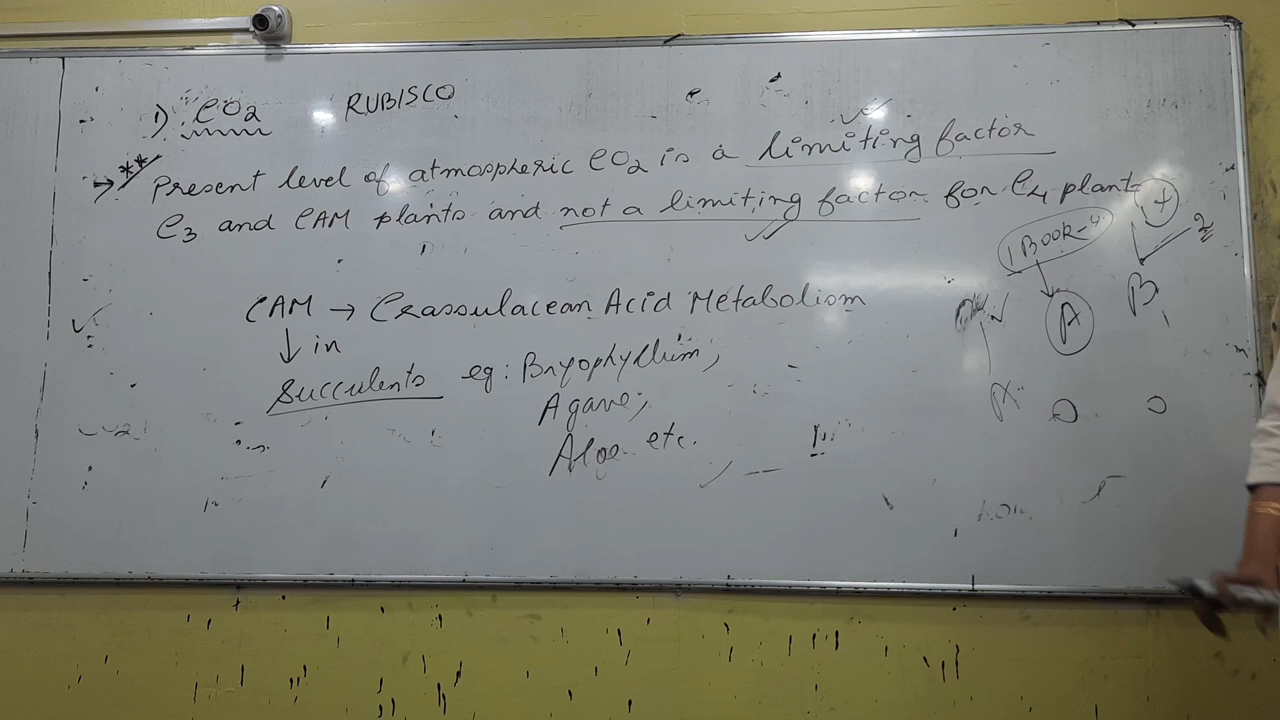 1) CO2 RUBISCO
→ ** Present level of atmospheric CO2 is a limiting factor
C3 and CAM plants and not a limiting factor for C4 plants
CAM → Crassulacean Acid Metabolism
↓ in
Succulents eg: Bryophyllum,
Agave,
Aloe etc.
1 Book-4
+
2
A B